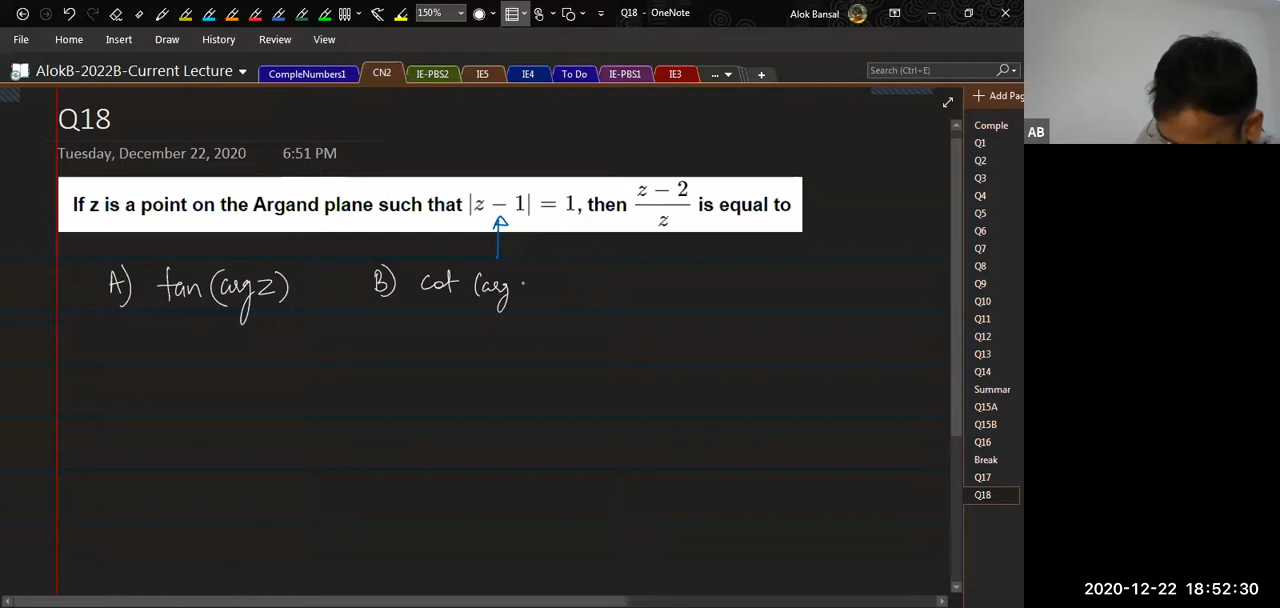 150%
Q18 - OneNote
Alok Bansal
File Home Insert Draw History Review View
AlokB-2022B-Current Lecture
CompleNumbers1 CN2 IE-PBS2 IE5 IE4 To Do IE-PBS1 IE3 ...
Search (Ctrl+E)
Q18
Tuesday, December 22, 2020 6:51 PM
If z is a point on the Argand plane such that |z − 1| = 1, then (z − 2)/z is equal to
A) tan (arg z) B) cot (arg
Add Pag
Comple
Q1
Q2
Q3
Q4
Q5
Q6
Q7
Q8
Q9
Q10
Q11
Q12
Q13
Q14
Summar
Q15A
Q15B
Q16
Break
Q17
Q18
AB
2020-12-22 18:52:30